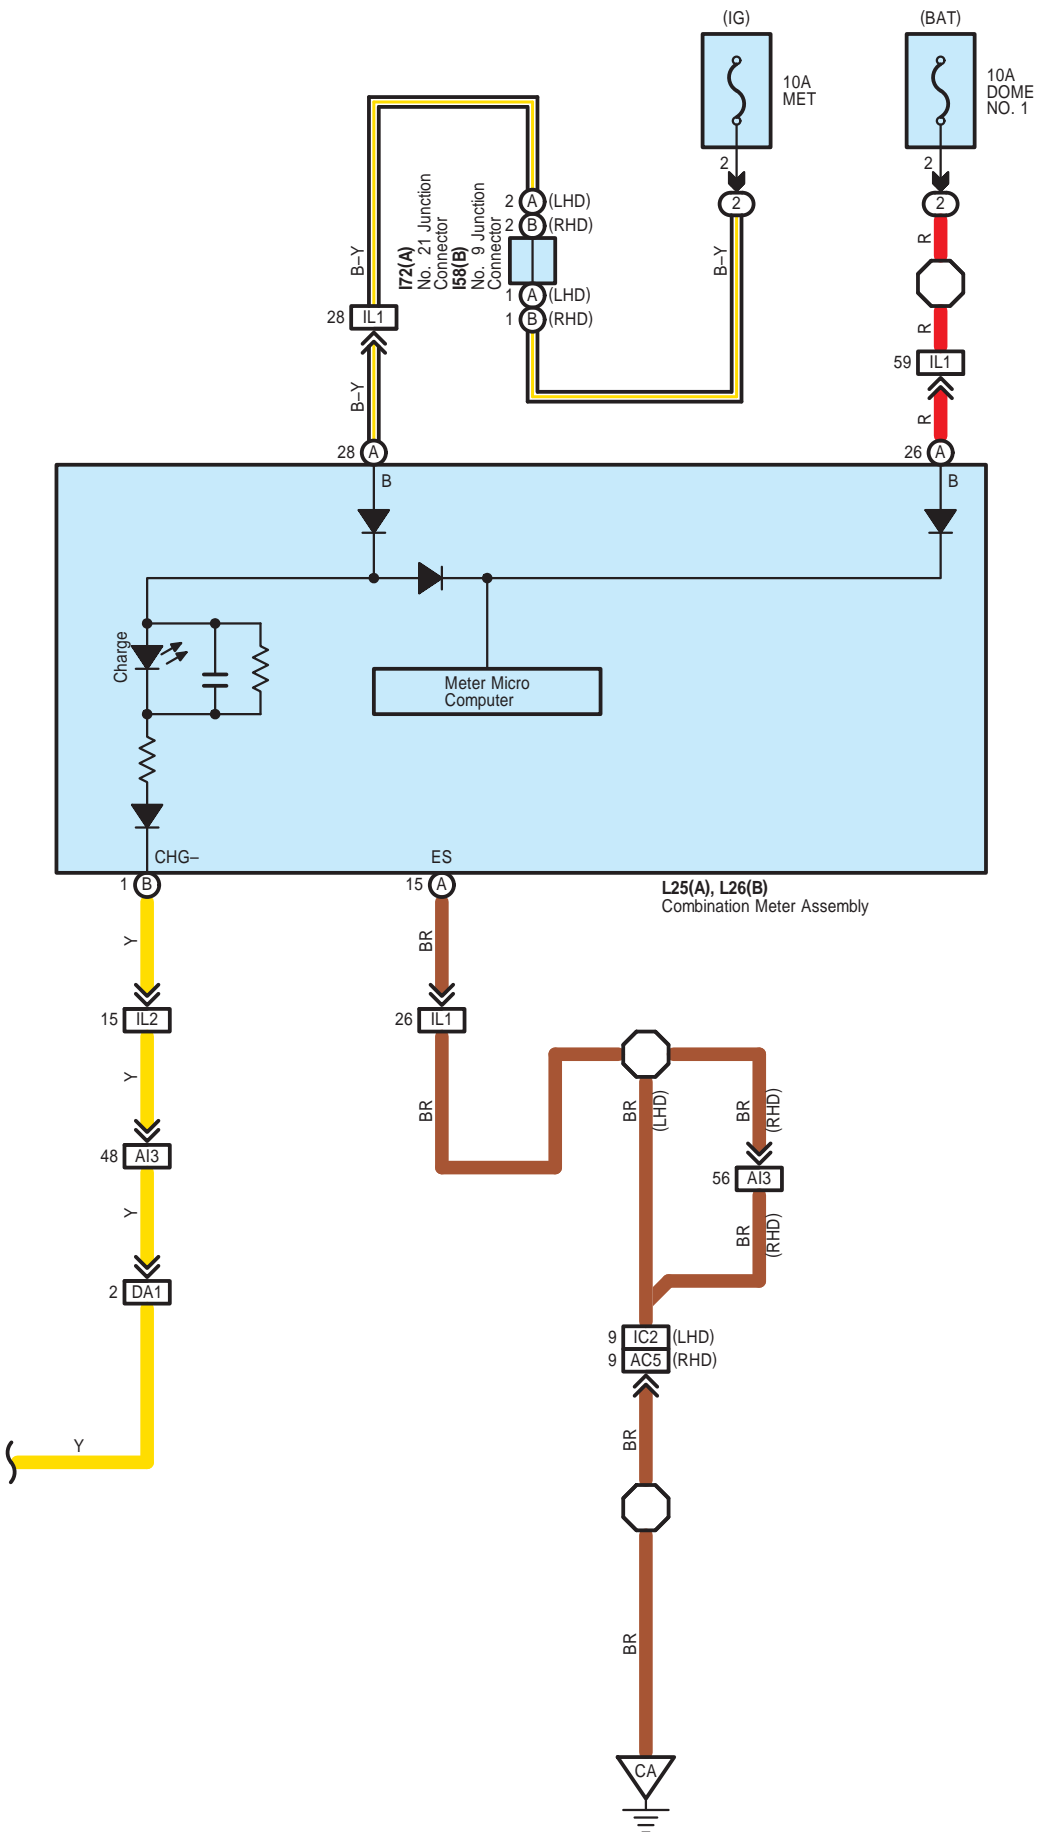 (IG)
(BAT)
10A
MET
10A
DOME
NO. 1
2
2
2
2
I72(A)
No. 21 Junction
Connector
I58(B)
No. 9 Junction
Connector
2 A (LHD)
2 B (RHD)
1 A (LHD)
1 B (RHD)
B–Y
B–Y
R
R
28 IL1
59 IL1
B–Y
R
28 A
26 A
B
B
Charge
Meter Micro
Computer
CHG–
ES
1 B
15 A
L25(A), L26(B)
Combination Meter Assembly
Y
BR
15 IL2
26 IL1
Y
BR
BR
(LHD)
BR
(RHD)
48 AI3
56 AI3
Y
BR
(RHD)
2 DA1
9 IC2 (LHD)
9 AC5 (RHD)
Y
BR
BR
CA